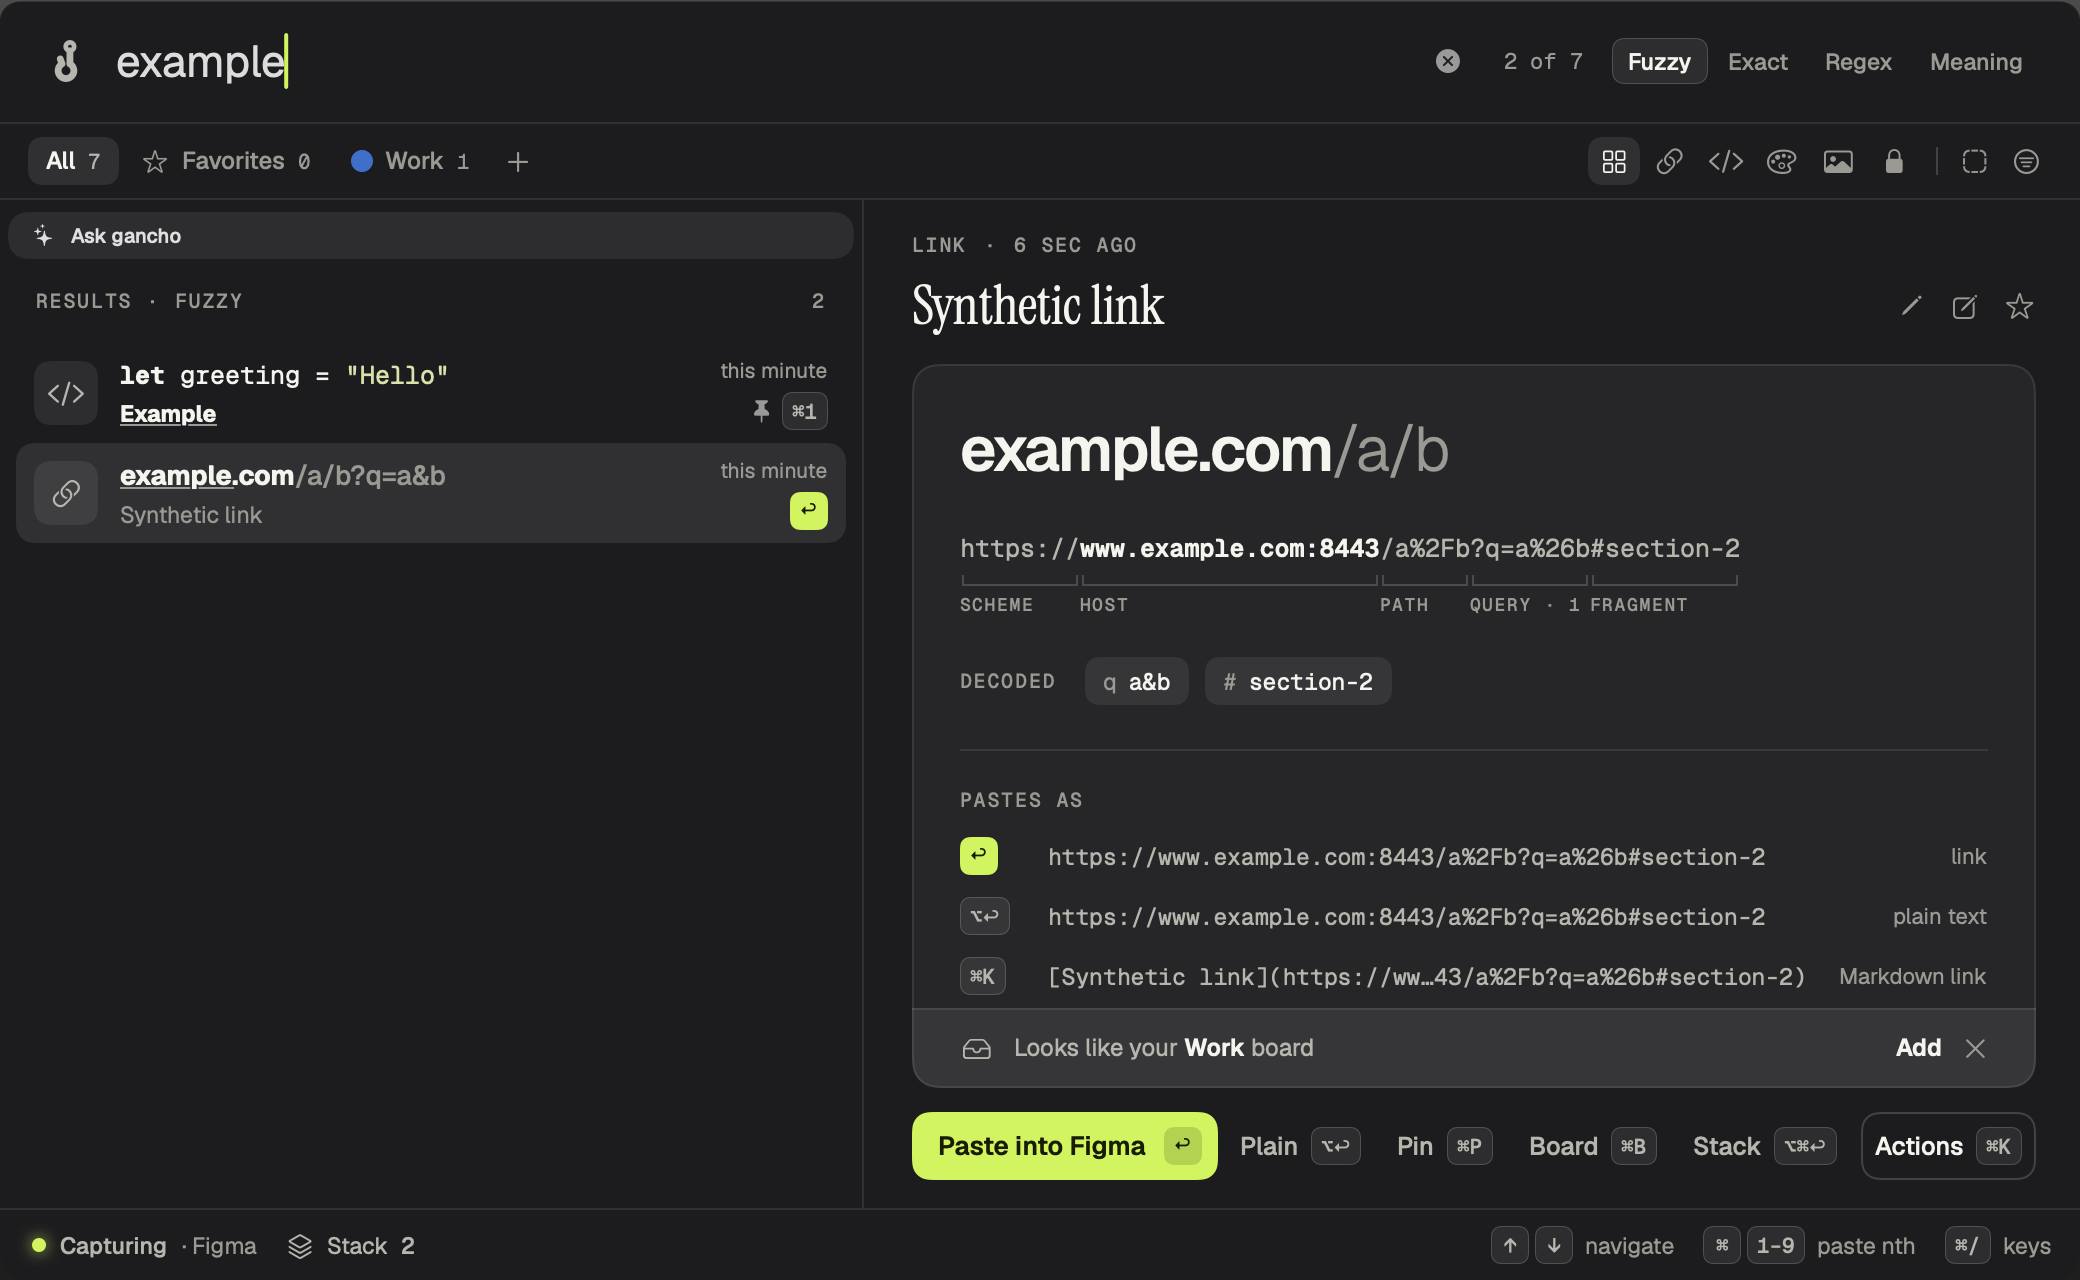 example
2 of 7 Fuzzy Exact Regex Meaning
All 7 Favorites 0 Work 1
Ask gancho
RESULTS · FUZZY 2
let greeting = "Hello" this minute
Example ⌘1
example.com/a/b?q=a&b this minute
Synthetic link ↩
LINK · 6 SEC AGO
Synthetic link
example.com/a/b
https://www.example.com:8443/a%2Fb?q=a%26b#section-2
SCHEME HOST PATH QUERY · 1 FRAGMENT
DECODED q a&b # section-2
PASTES AS
↩ https://www.example.com:8443/a%2Fb?q=a%26b#section-2 link
⌥↩ https://www.example.com:8443/a%2Fb?q=a%26b#section-2 plain text
⌘K [Synthetic link](https://ww…43/a%2Fb?q=a%26b#section-2) Markdown link
Looks like your Work board Add
Paste into Figma ↩ Plain ⌥↩ Pin ⌘P Board ⌘B Stack ⌥⌘↩ Actions ⌘K
Capturing · Figma Stack 2 ↑ ↓ navigate ⌘ 1-9 paste nth ⌘/ keys